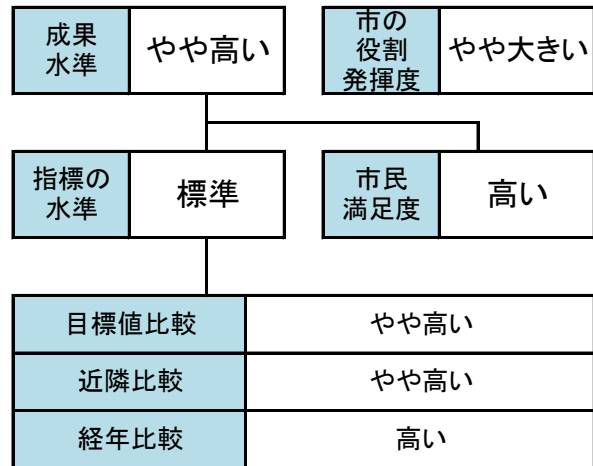 成果
水準
やや高い
市の
役割
発揮度
やや大きい
指標の
水準
標準
市民
満足度
高い
目標値比較
やや高い
近隣比較
やや高い
経年比較
高い